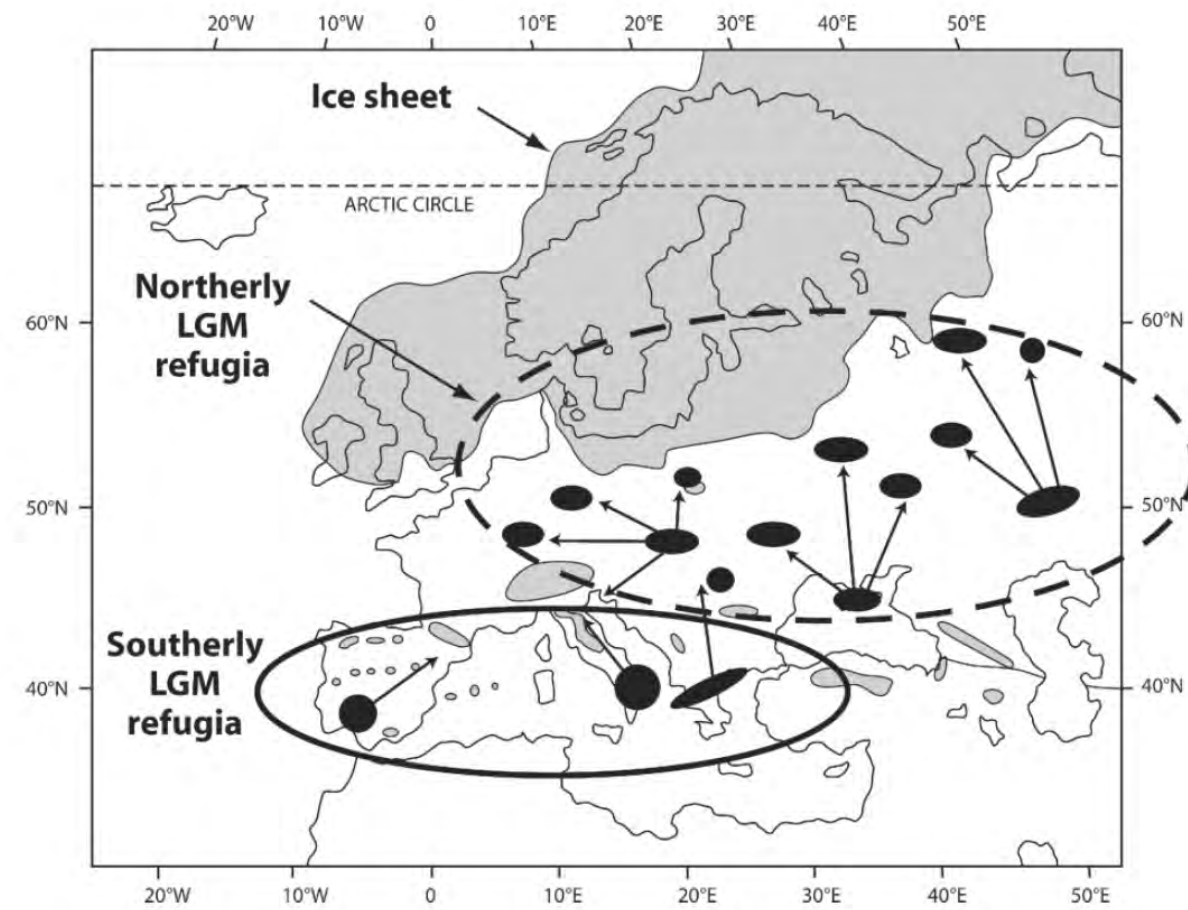 20°W 10°W 0 10°E 20°E 30°E 40°E 50°E
Ice sheet
ARCTIC CIRCLE
Northerly
LGM
refugia
60°N 60°N
50°N 50°N
Southerly
LGM
refugia
40°N 40°N
20°W 10°W 0 10°E 20°E 30°E 40°E 50°E